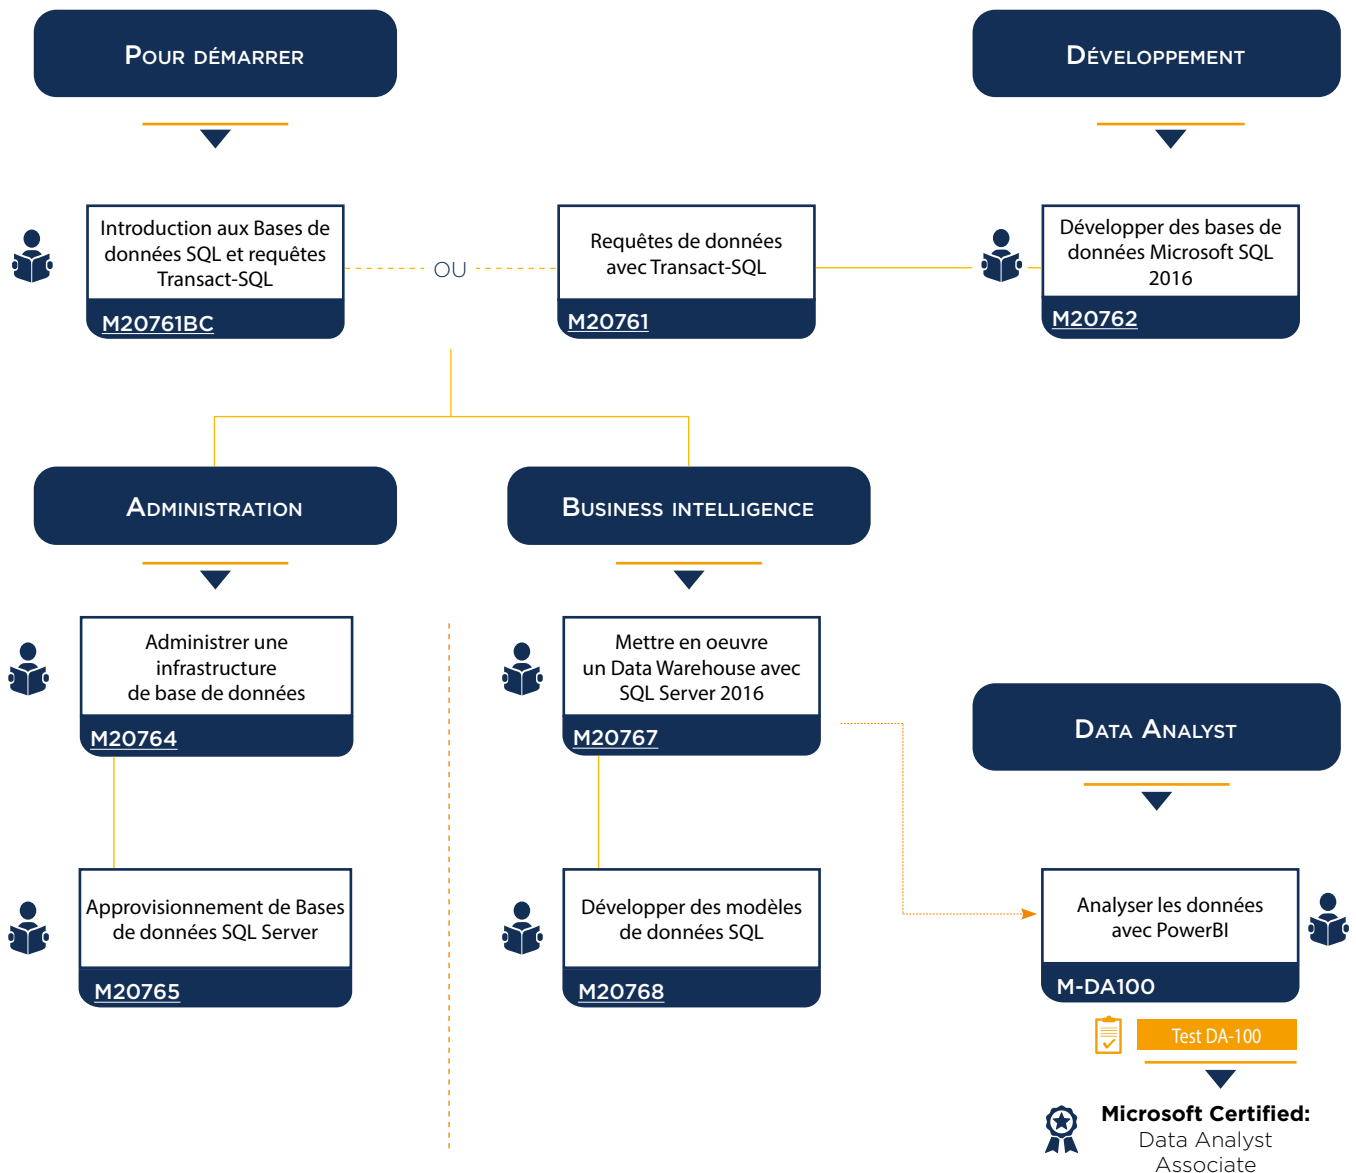 Pour démarrer
Développement
Introduction aux Bases de
données SQL et requêtes
Transact-SQL
M20761BC
OU
Requêtes de données
avec Transact-SQL
M20761
Développer des bases de
données Microsoft SQL
2016
M20762
Administration
Business intelligence
Administrer une
infrastructure
de base de données
M20764
Mettre en oeuvre
un Data Warehouse avec
SQL Server 2016
M20767
Data Analyst
Approvisionnement de Bases
de données SQL Server
M20765
Développer des modèles
de données SQL
M20768
Analyser les données
avec PowerBI
M-DA100
Test DA-100
Microsoft Certified:
Data Analyst
Associate